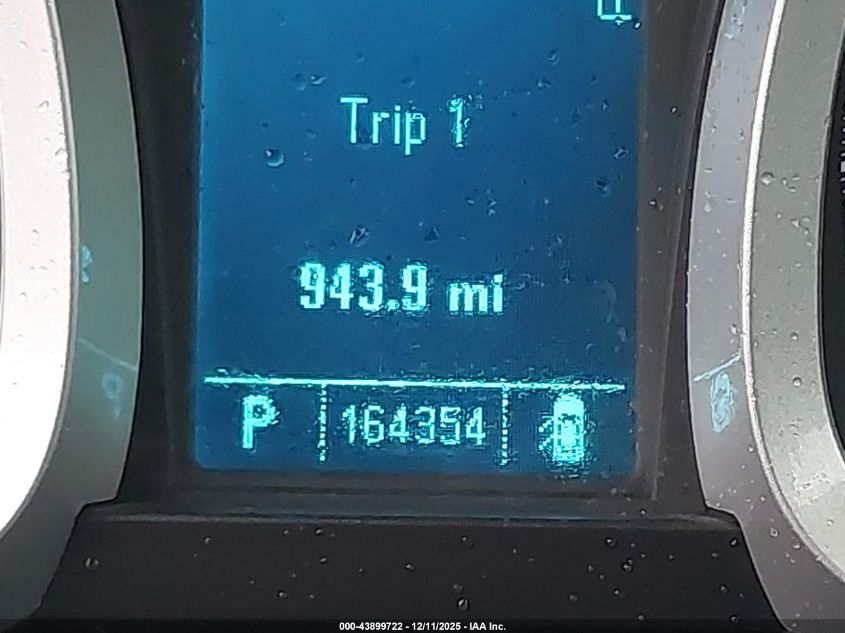 Trip 1
943.9 mi
P 164354
000-43899722 - 12/11/2025 - IAA Inc.